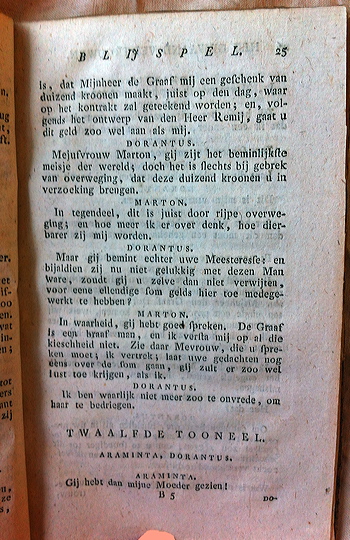 BLIJSPEL. 25
is, dat Mijnheer de Graaf mij een geschenk van
duizend kroonen maakt, juist op den dag, waar
op het kontrakt zal geteekend worden; en, vol-
gends het ontwerp van den Heer Remij, gaat u
dit geld zoo wel aan als mij.
DORANTUS.
Mejufvrouw Marton, gij zijt het beminlijkste
meisje der wereld; doch het is slechts bij gebrek
van overweging, dat deze duizend kroonen u in
verzoeking brengen.
MARTON.
In tegendeel, dit is juist door rijpe overwe-
ging; en hoe meer ik er over denk, hoe dier-
barer zij mij worden.
DORANTUS.
Maar gij bemint echter uwe Meesteresse: en
bijaldien zij nu niet gelukkig met dezen Man
ware, zoudt gij u zelve dan niet verwijten,
voor eene ellendige som gelds hier toe medege-
werkt te hebben?
MARTON.
In waarheid, gij hebt goed spreken. De Graaf
is een braaf man, en ik versta mij op al die
kieschheid niet. Zie daar Mevrouw, die u spre-
ken moet; ik vertrek; laat uwe gedachten nog
eens over de som gaan, gij zult er zoo wel
lust toe krijgen, als ik.
DORANTUS.
Ik ben waarlijk niet meer zoo te onvrede, om
haar te bedriegen.
TWAALFDE TOONEEL.
ARAMINTA, DORANTUS.
ARAMINTA.
Gij hebt dan mijne Moeder gezien!
B 5 DO-